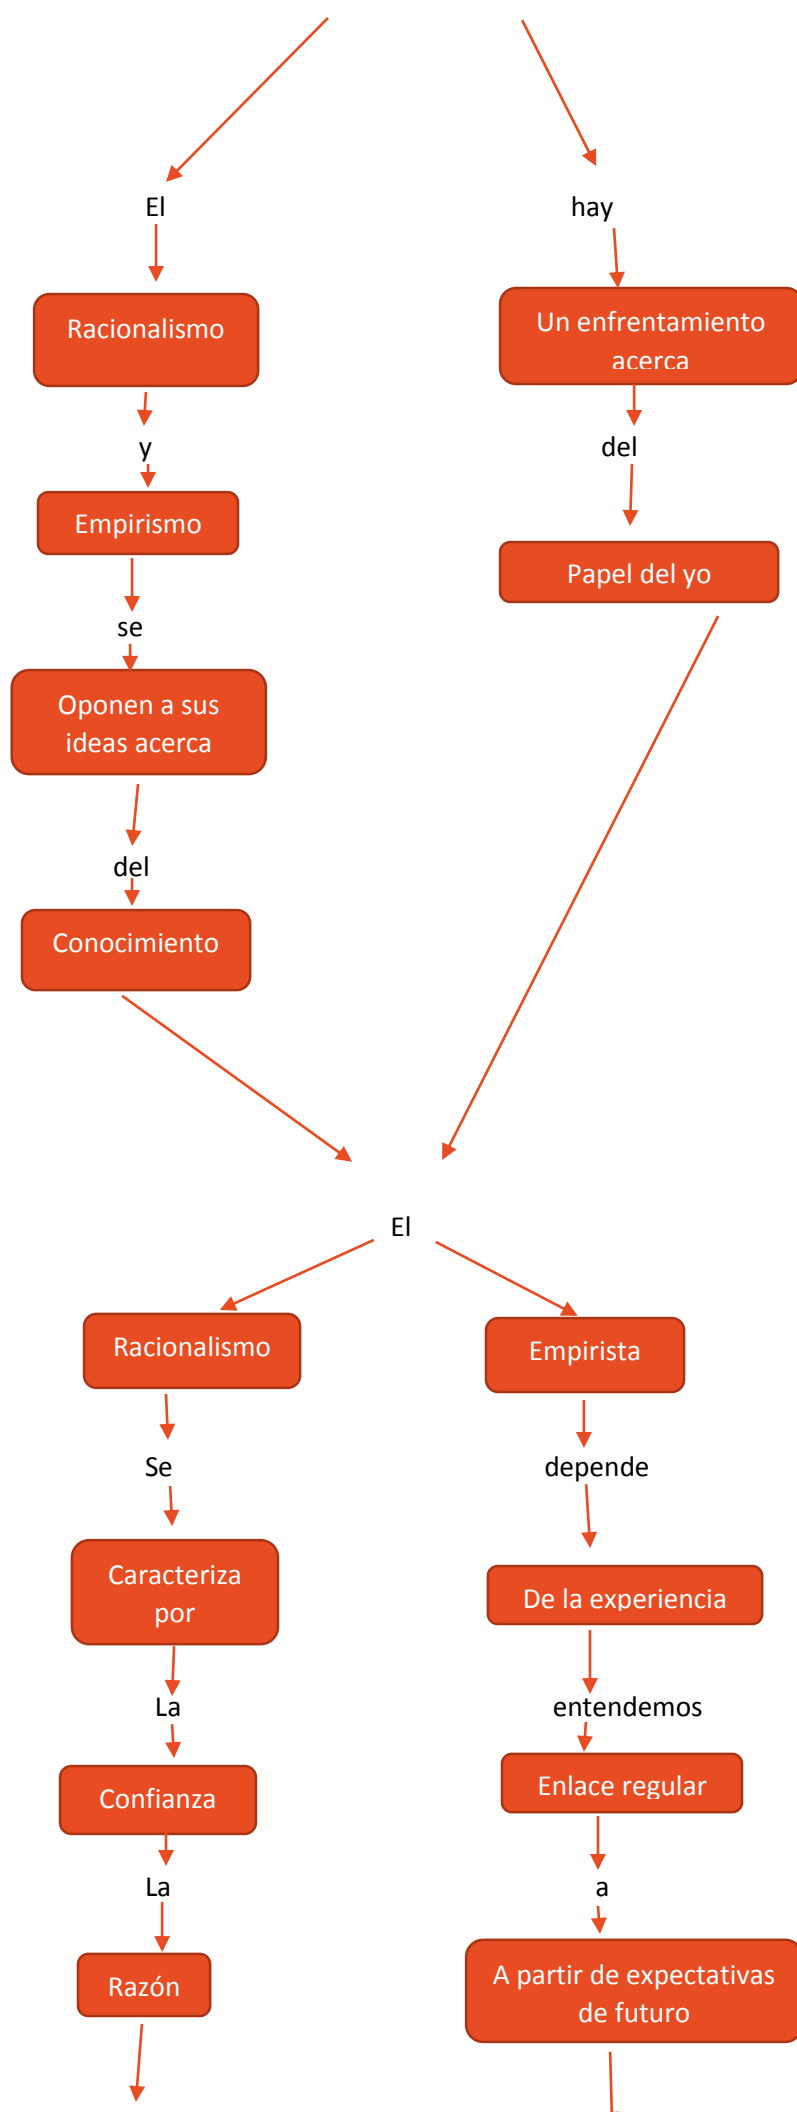 El
Racionalismo
y
Empirismo
se
Oponen a sus
ideas acerca
del
Conocimiento
hay
Un enfrentamiento
acerca
del
Papel del yo
El
Racionalismo
Se
Caracteriza
por
La
Confianza
La
Razón
Empirista
depende
De la experiencia
entendemos
Enlace regular
a
A partir de expectativas
de futuro